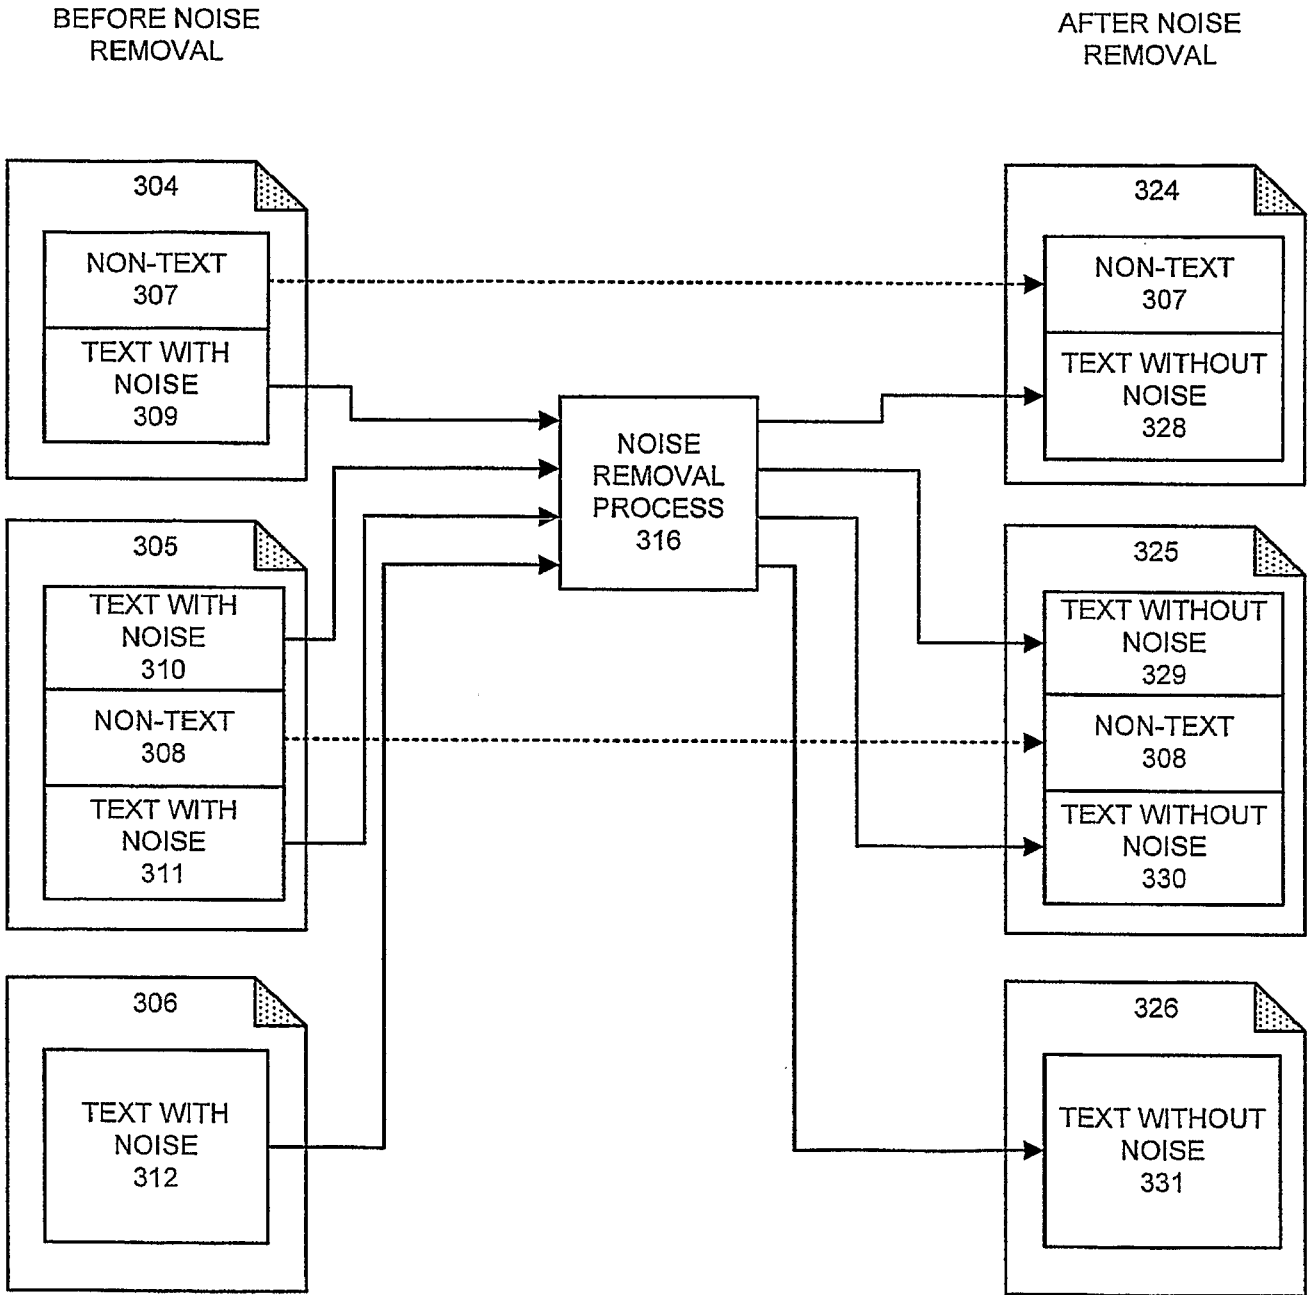 BEFORE NOISE
REMOVAL
AFTER NOISE
REMOVAL
304
NON-TEXT
307
TEXT WITH
NOISE
309
305
TEXT WITH
NOISE
310
NON-TEXT
308
TEXT WITH
NOISE
311
306
TEXT WITH
NOISE
312
NOISE
REMOVAL
PROCESS
316
324
NON-TEXT
307
TEXT WITHOUT
NOISE
328
325
TEXT WITHOUT
NOISE
329
NON-TEXT
308
TEXT WITHOUT
NOISE
330
326
TEXT WITHOUT
NOISE
331